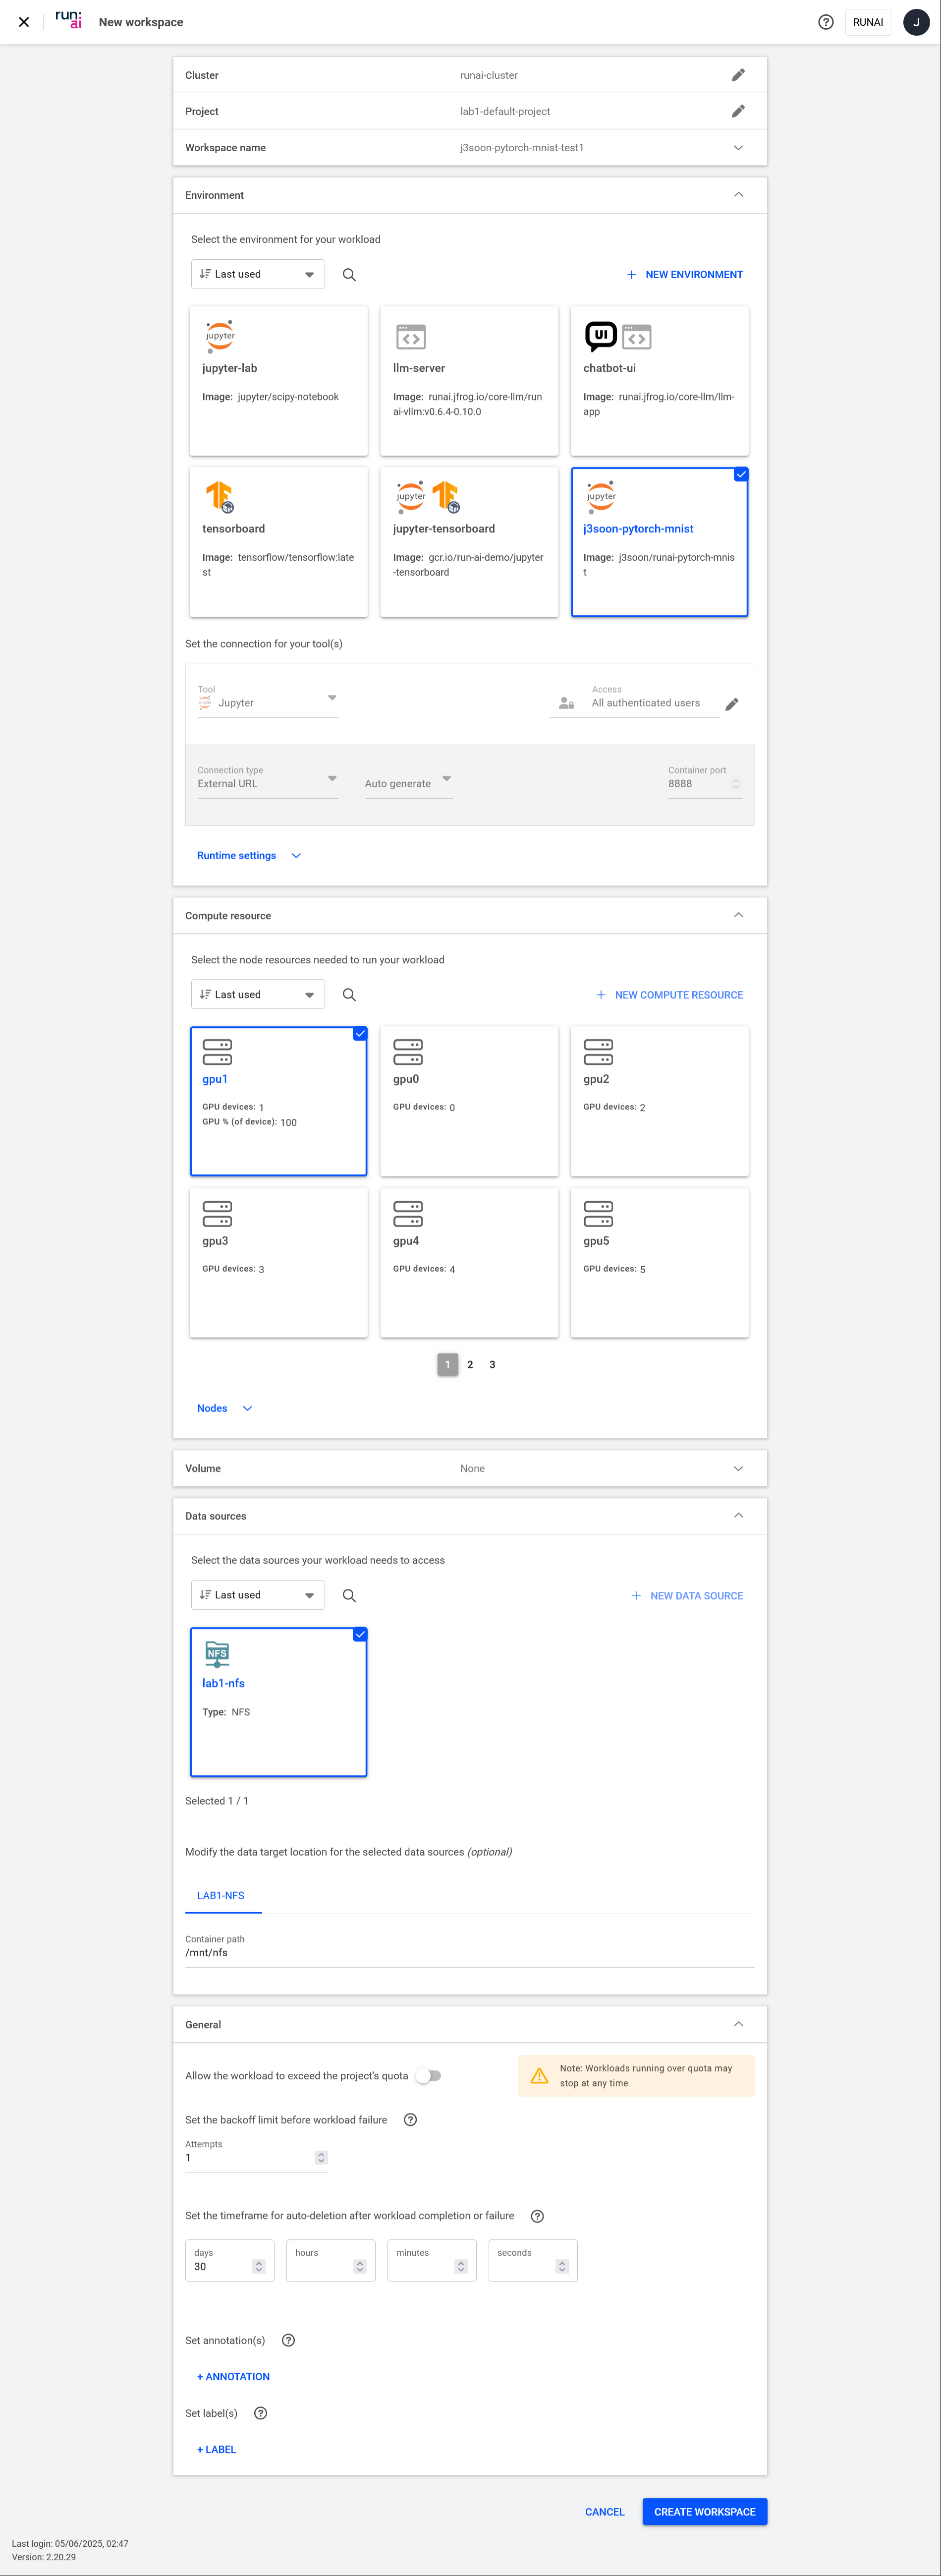 run:
ai
New workspace
RUNAI
J
Cluster
runai-cluster
Project
lab1-default-project
Workspace name
j3soon-pytorch-mnist-test1
Environment
Select the environment for your workload
Last used
+ NEW ENVIRONMENT
jupyter
jupyter-lab
Image: jupyter/scipy-notebook
llm-server
Image: runai.jfrog.io/core-llm/run
ai-vllm:v0.6.4-0.10.0
UI
chatbot-ui
Image: runai.jfrog.io/core-llm/llm-
app
tensorboard
Image: tensorflow/tensorflow:late
st
jupyter
jupyter-tensorboard
Image: gcr.io/run-ai-demo/jupyter
-tensorboard
jupyter
j3soon-pytorch-mnist
Image: j3soon/runai-pytorch-mnis
t
Set the connection for your tool(s)
Tool
Jupyter
Access
All authenticated users
Connection type
External URL
Auto generate
Container port
8888
Runtime settings
Compute resource
Select the node resources needed to run your workload
Last used
+ NEW COMPUTE RESOURCE
gpu1
GPU devices: 1
GPU % (of device): 100
gpu0
GPU devices: 0
gpu2
GPU devices: 2
gpu3
GPU devices: 3
gpu4
GPU devices: 4
gpu5
GPU devices: 5
1 2 3
Nodes
Volume
None
Data sources
Select the data sources your workload needs to access
Last used
+ NEW DATA SOURCE
NFS
lab1-nfs
Type: NFS
Selected 1 / 1
Modify the data target location for the selected data sources (optional)
LAB1-NFS
Container path
/mnt/nfs
General
Allow the workload to exceed the project's quota
Note: Workloads running over quota may
stop at any time
Set the backoff limit before workload failure
Attempts
1
Set the timeframe for auto-deletion after workload completion or failure
days
30
hours
minutes
seconds
Set annotation(s)
+ ANNOTATION
Set label(s)
+ LABEL
CANCEL
CREATE WORKSPACE
Last login: 05/06/2025, 02:47
Version: 2.20.29